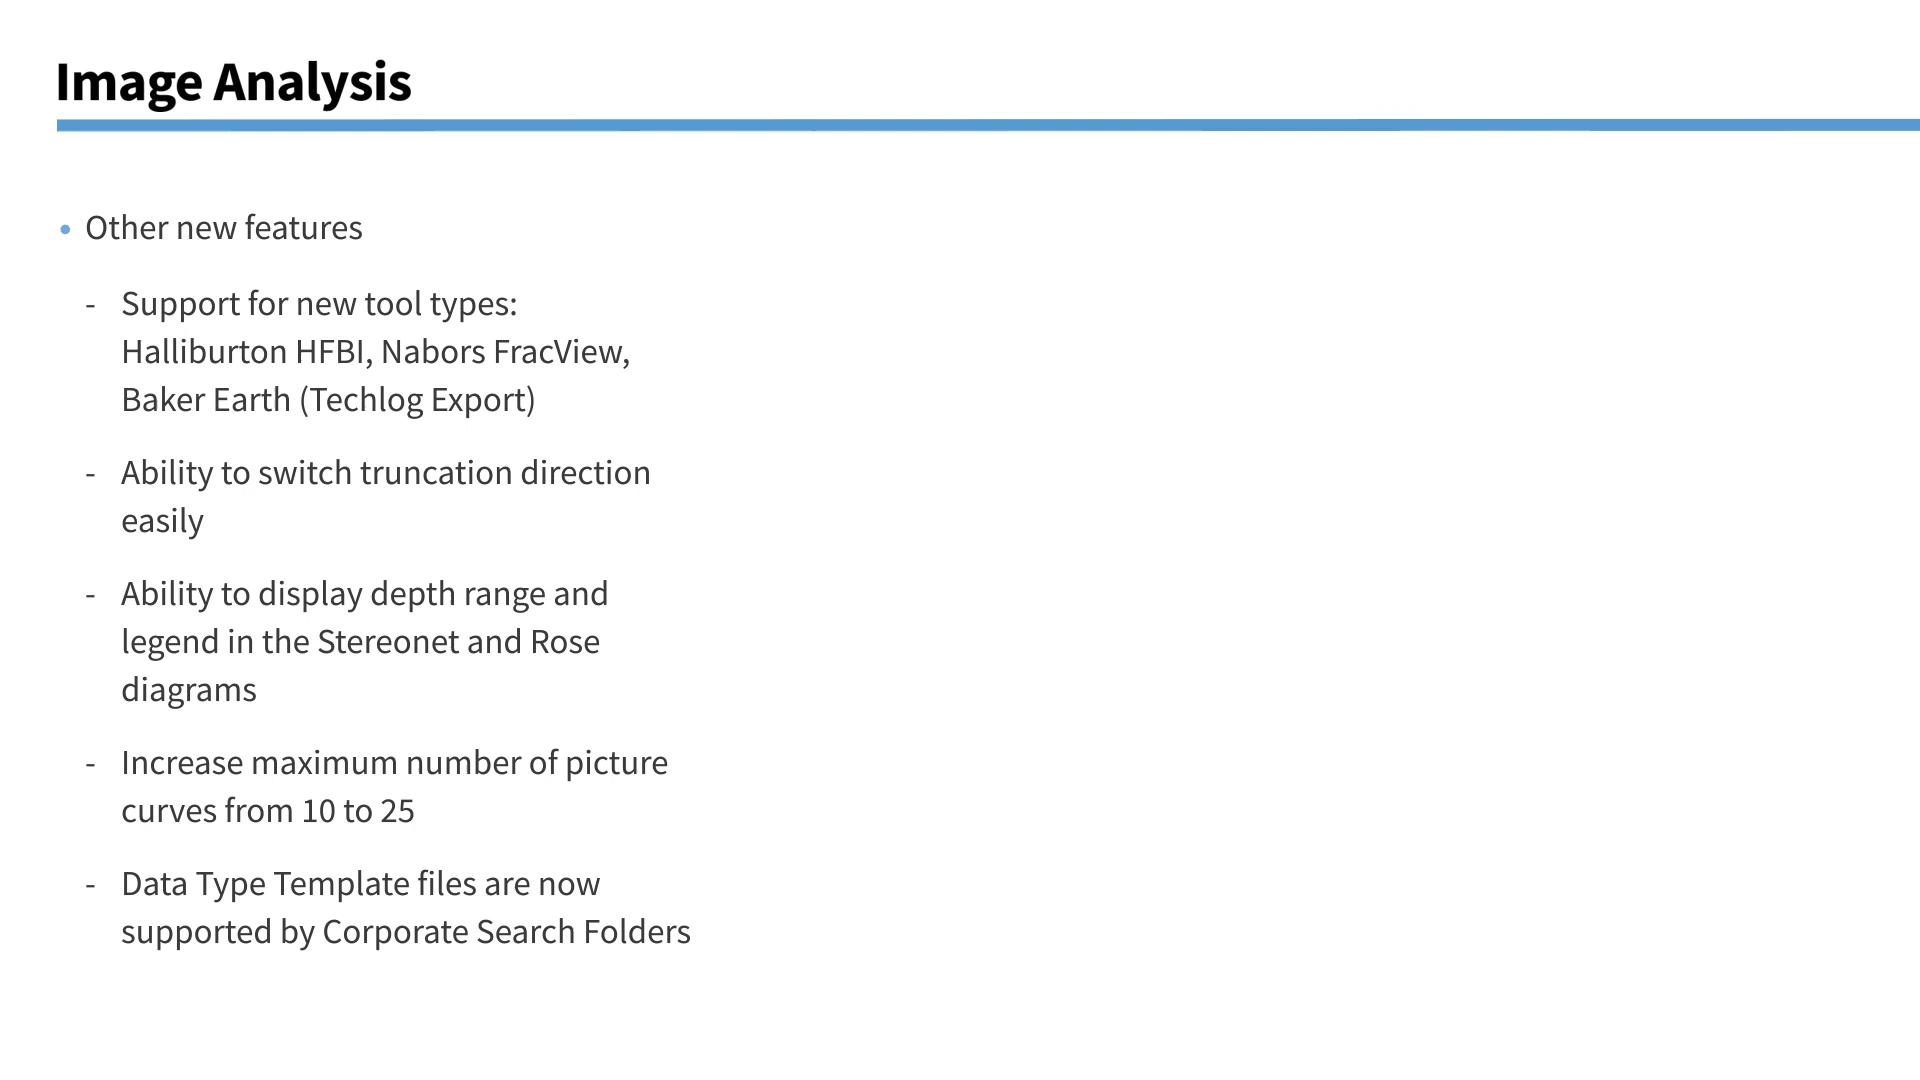 Image Analysis
• Other new features
- Support for new tool types:
Halliburton HFBI, Nabors FracView,
Baker Earth (Techlog Export)
- Ability to switch truncation direction
easily
- Ability to display depth range and
legend in the Stereonet and Rose
diagrams
- Increase maximum number of picture
curves from 10 to 25
- Data Type Template files are now
supported by Corporate Search Folders